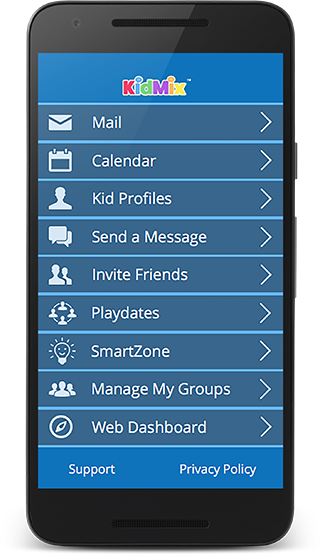 KidMix™
Mail
Calendar
Kid Profiles
Send a Message
Invite Friends
Playdates
SmartZone
Manage My Groups
Web Dashboard
Support Privacy Policy